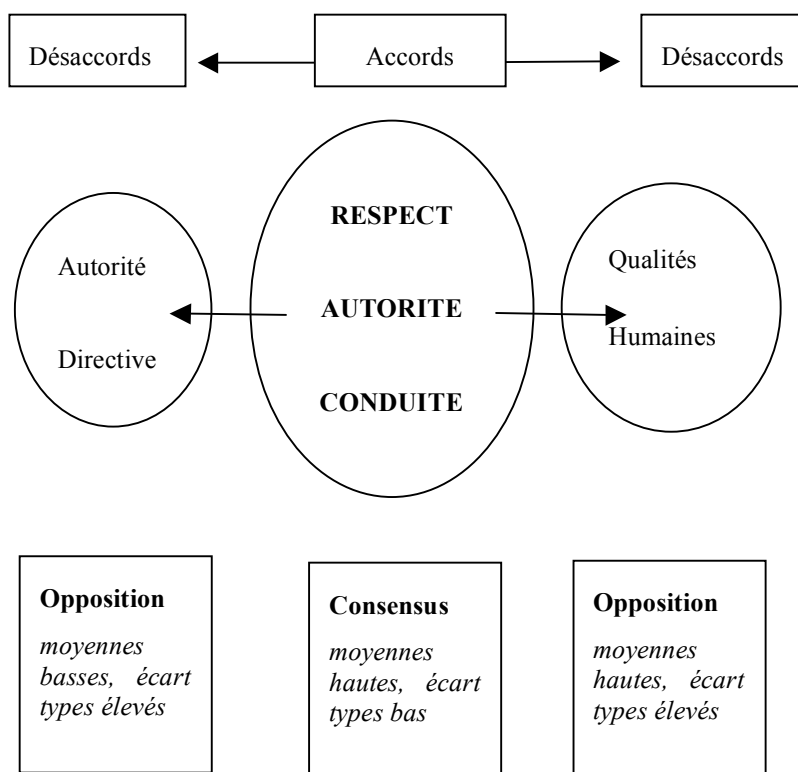 Désaccords
Accords
Désaccords
Autorité
Directive
RESPECT
AUTORITE
CONDUITE
Qualités
Humaines
Opposition
moyennes
basses, écart
types élevés
Consensus
moyennes
hautes, écart
types bas
Opposition
moyennes
hautes, écart
types élevés